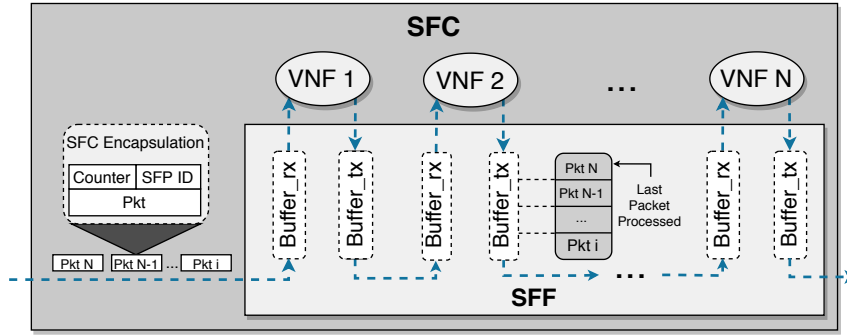 SFC
VNF 1
VNF 2
...
VNF N
SFC Encapsulation
Counter
SFP ID
Pkt
Pkt N
Pkt N-1
...
Pkt i
Buffer_rx
Buffer_tx
Buffer_rx
Buffer_tx
Pkt N
Pkt N-1
...
Pkt i
Last
Packet
Processed
Buffer_rx
Buffer_tx
...
SFF